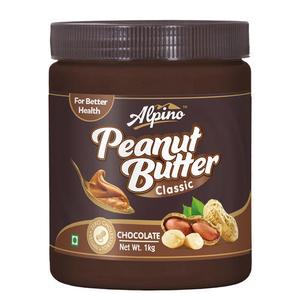 For Better
Health
Alpino
Peanut
Butter
Classic
CHOCOLATE
Net Wt. 1kg